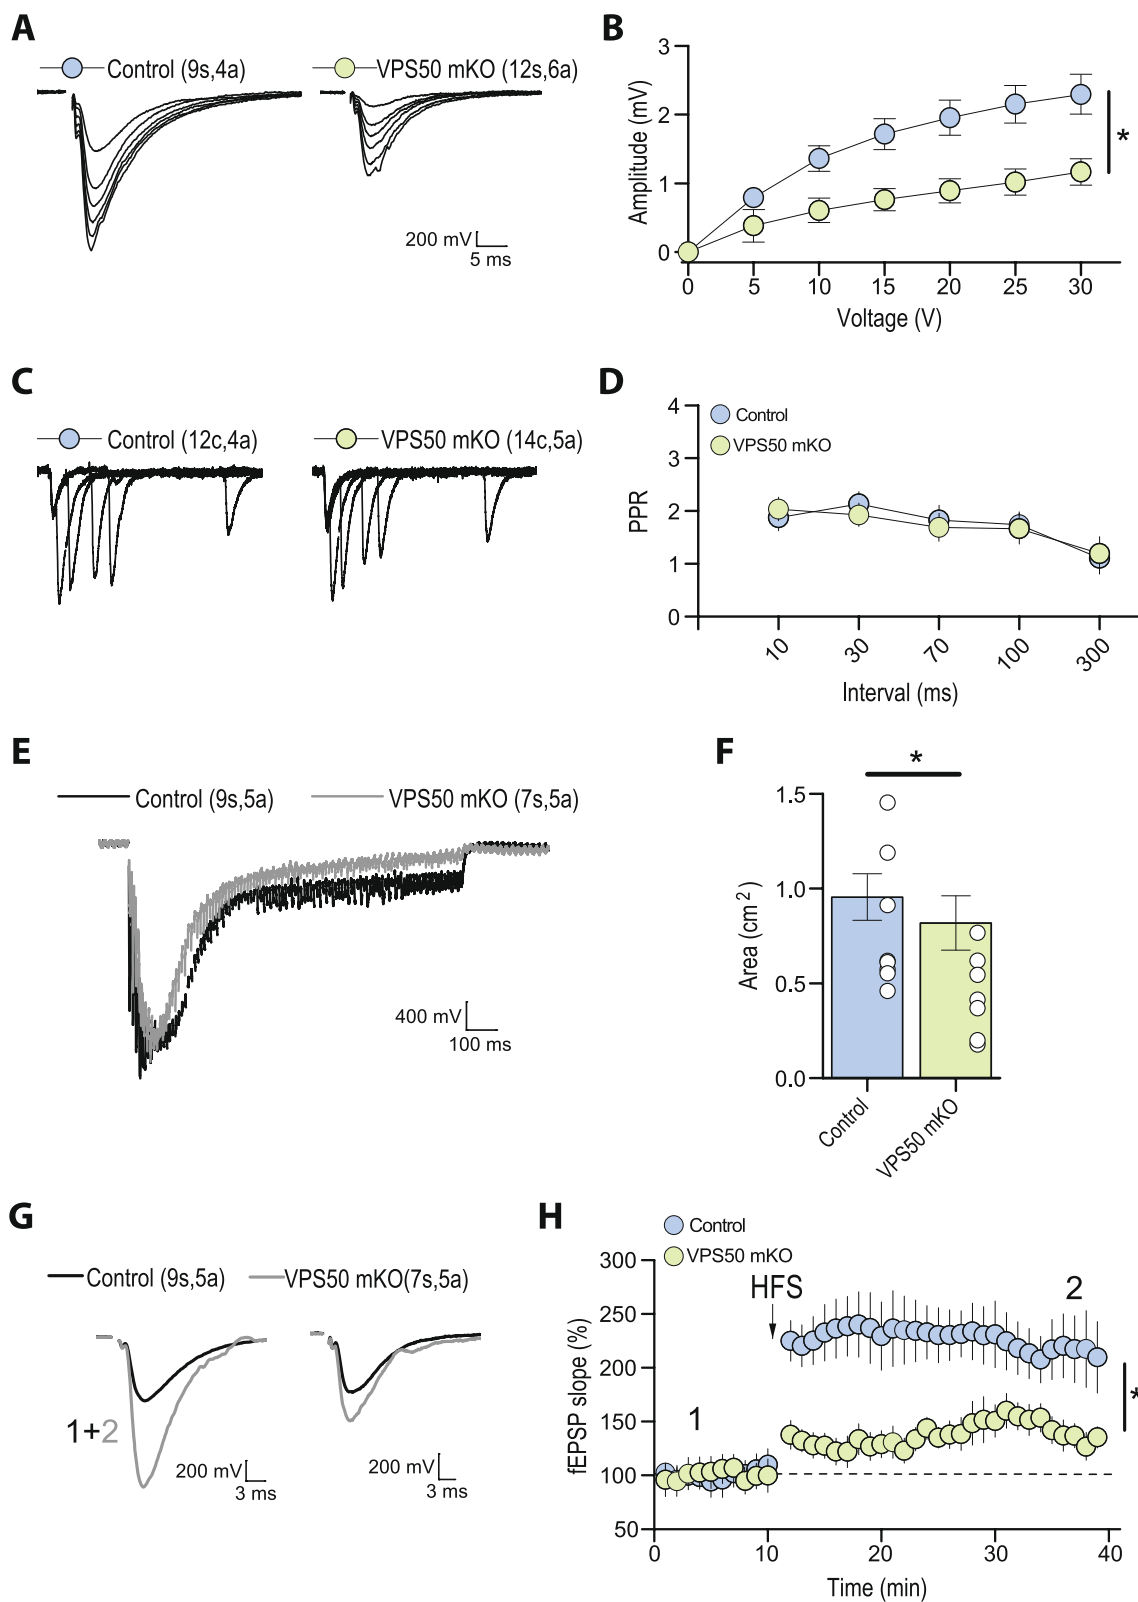 A
Control (9s,4a)
VPS50 mKO (12s,6a)
200 mV
5 ms
B
3
2
1
0
Amplitude (mV)
*
0 5 10 15 20 25 30
Voltage (V)
C
Control (12c,4a)
VPS50 mKO (14c,5a)
D
Control
VPS50 mKO
4
3
2
1
0
PPR
10 30 70 100 300
Interval (ms)
E
Control (9s,5a)
VPS50 mKO (7s,5a)
400 mV
100 ms
F
*
1.5
1.0
0.5
0.0
Area (cm²)
Control
VPS50 mKO
G
Control (9s,5a)
VPS50 mKO(7s,5a)
1+2
200 mV
3 ms
200 mV
3 ms
H
Control
VPS50 mKO
300
250
200
150
100
50
fEPSP slope (%)
HFS
1
2
*
0 10 20 30 40
Time (min)